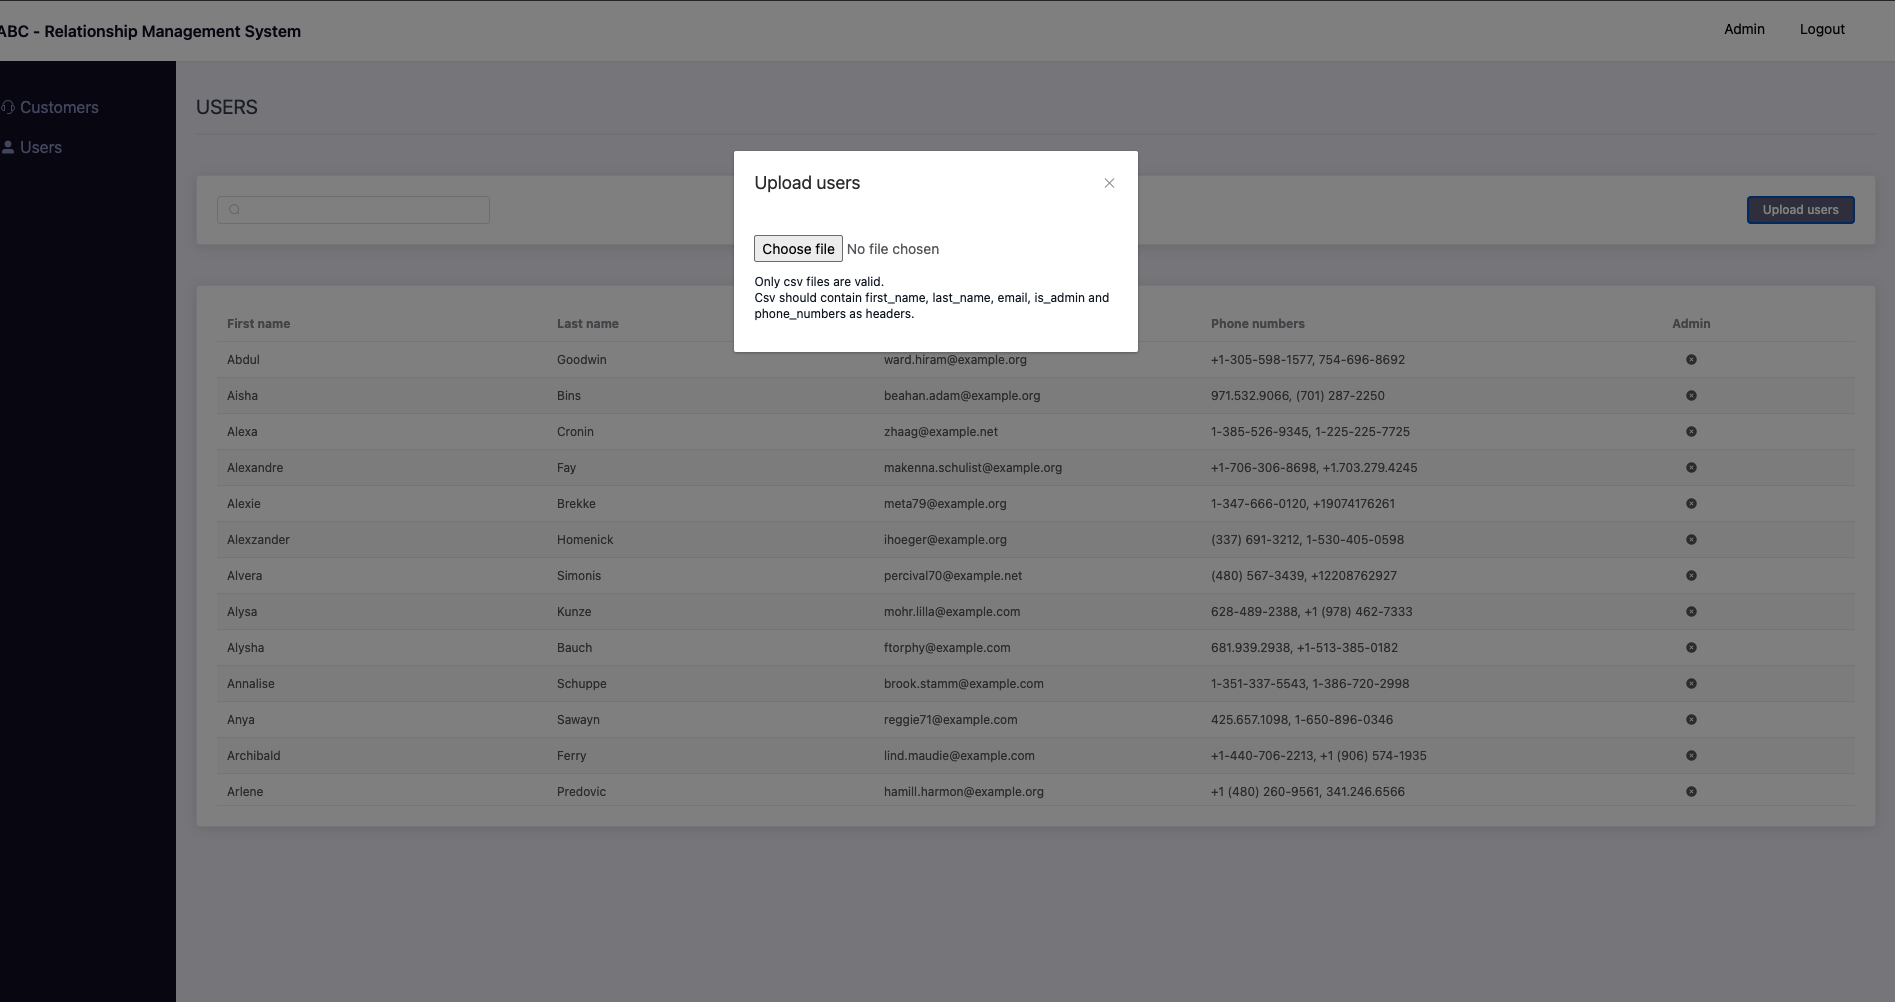 ABC - Relationship Management System
Admin Logout
Customers
Users
USERS
Upload users
Upload users
Choose file No file chosen
Only csv files are valid.
Csv should contain first_name, last_name, email, is_admin and
phone_numbers as headers.
First name Last name Phone numbers Admin
Abdul Goodwin ward.hiram@example.org +1-305-598-1577, 754-696-8692
Aisha Bins beahan.adam@example.org 971.532.9066, (701) 287-2250
Alexa Cronin zhaag@example.net 1-385-526-9345, 1-225-225-7725
Alexandre Fay makenna.schulist@example.org +1-706-306-8698, +1.703.279.4245
Alexie Brekke meta79@example.org 1-347-666-0120, +19074176261
Alexzander Homenick ihoeger@example.org (337) 691-3212, 1-530-405-0598
Alvera Simonis percival70@example.net (480) 567-3439, +12208762927
Alysa Kunze mohr.lilla@example.com 628-489-2388, +1 (978) 462-7333
Alysha Bauch ftorphy@example.com 681.939.2938, +1-513-385-0182
Annalise Schuppe brook.stamm@example.com 1-351-337-5543, 1-386-720-2998
Anya Sawayn reggie71@example.com 425.657.1098, 1-650-896-0346
Archibald Ferry lind.maudie@example.com +1-440-706-2213, +1 (906) 574-1935
Arlene Predovic hamill.harmon@example.org +1 (480) 260-9561, 341.246.6566